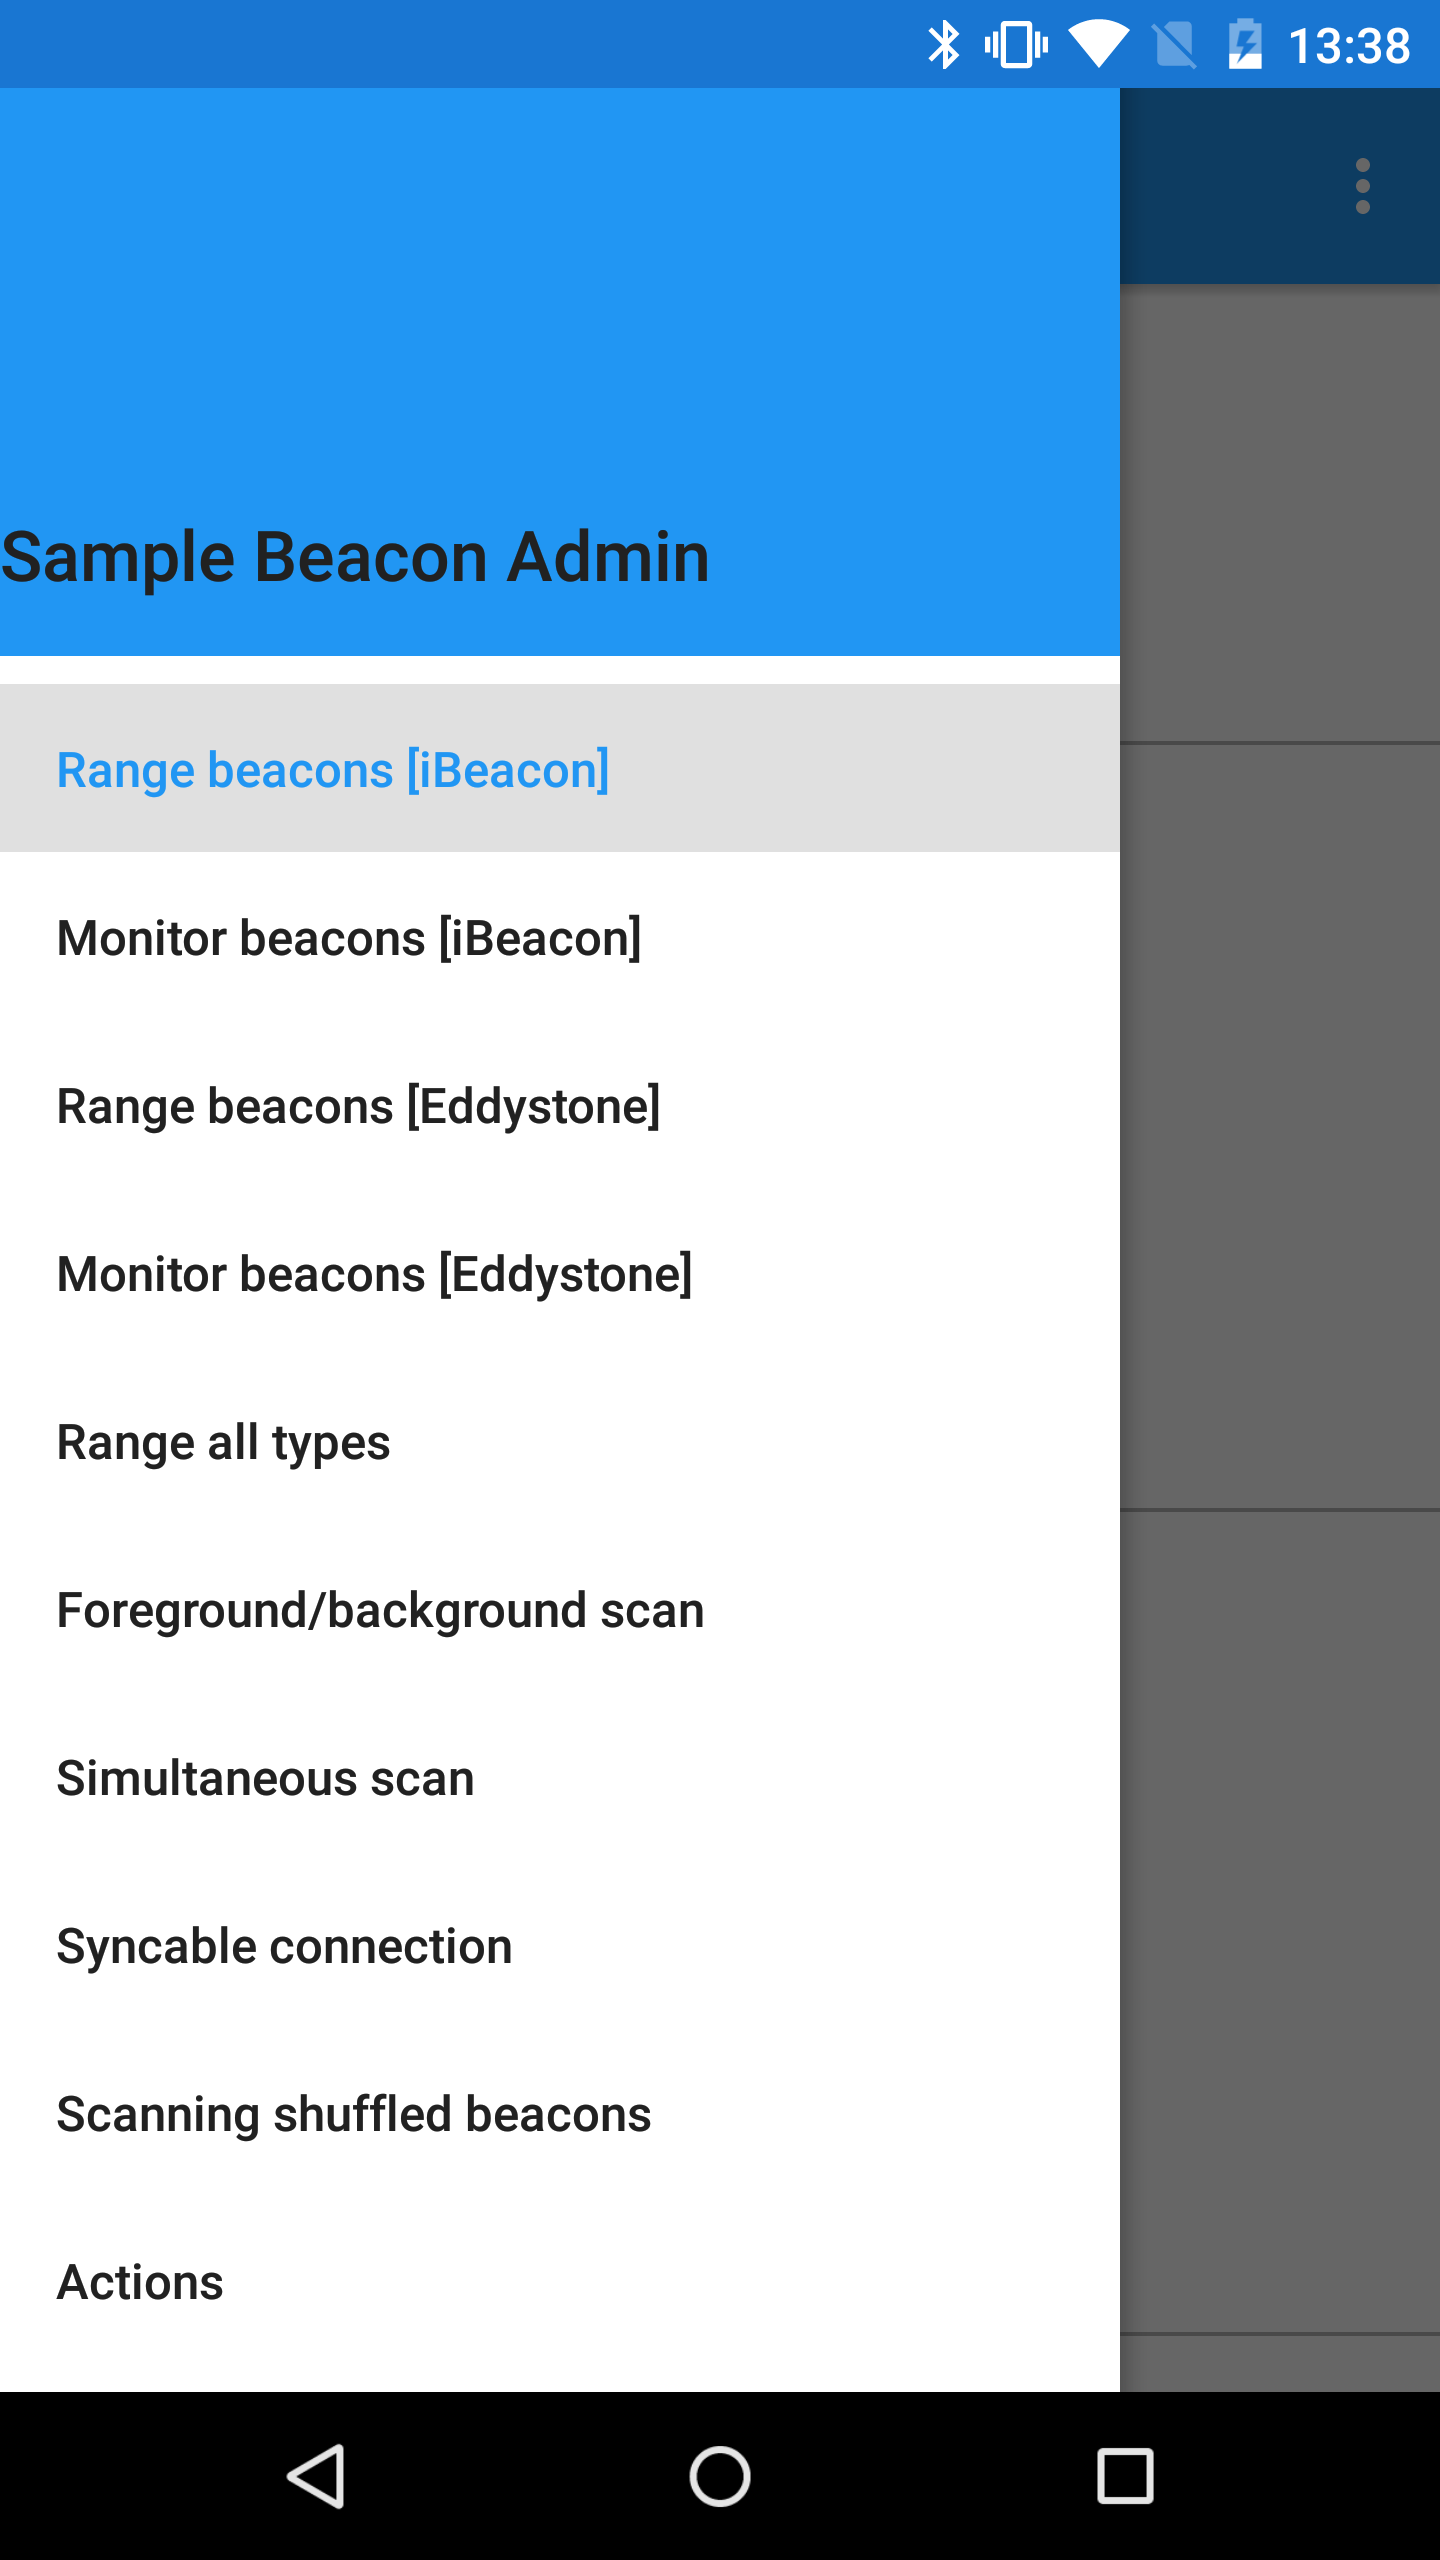 13:38
Sample Beacon Admin
Range beacons [iBeacon]
Monitor beacons [iBeacon]
Range beacons [Eddystone]
Monitor beacons [Eddystone]
Range all types
Foreground/background scan
Simultaneous scan
Syncable connection
Scanning shuffled beacons
Actions